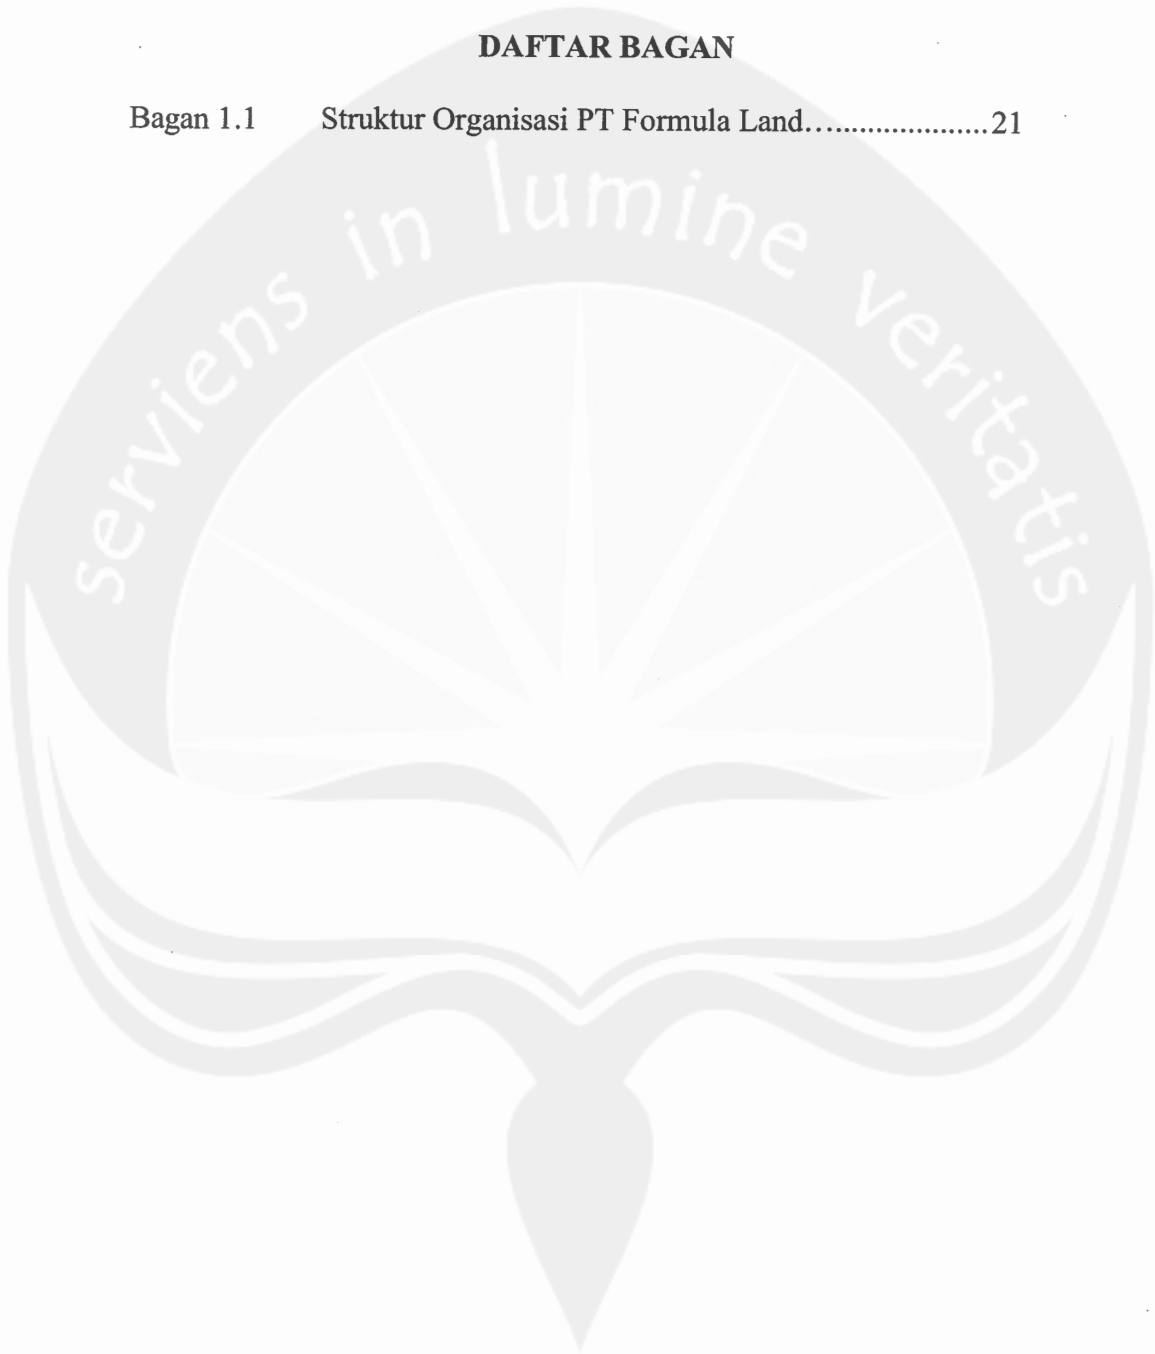 DAFTAR BAGAN
Bagan 1.1 Struktur Organisasi PT Formula Land........................21
serviens in lumine veritatis